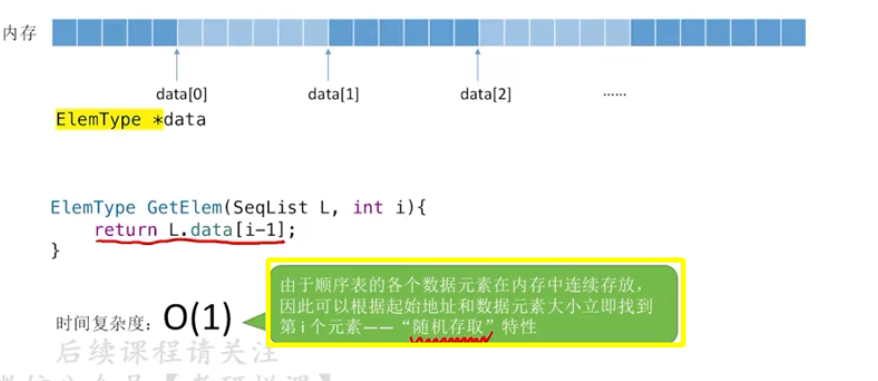 内存
data[0] data[1] data[2] ……
ElemType *data
ElemType GetElem(SeqList L, int i){
return L.data[i-1];
}
由于顺序表的各个数据元素在内存中连续存放，
因此可以根据起始地址和数据元素大小立即找到
第i个元素——“随机存取”特性
时间复杂度：O(1)
后续课程请关注